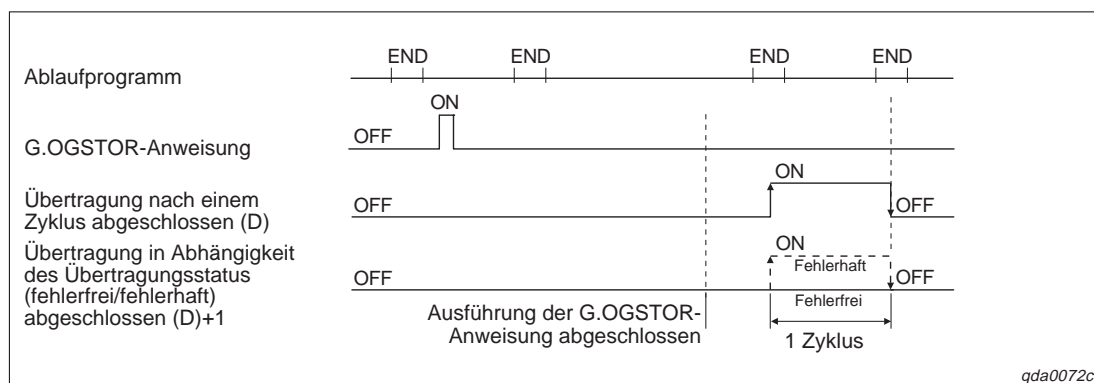 END END END END
Ablaufprogramm
ON
G.OGSTOR-Anweisung
OFF
ON
Übertragung nach einem
Zyklus abgeschlossen (D)
OFF
OFF
Übertragung in Abhängigkeit
des Übertragungsstatus
(fehlerfrei/fehlerhaft)
abgeschlossen (D)+1
ON
Fehlerhaft
OFF
OFF
Fehlerfrei
Ausführung der G.OGSTOR-
Anweisung abgeschlossen
1 Zyklus
qda0072c